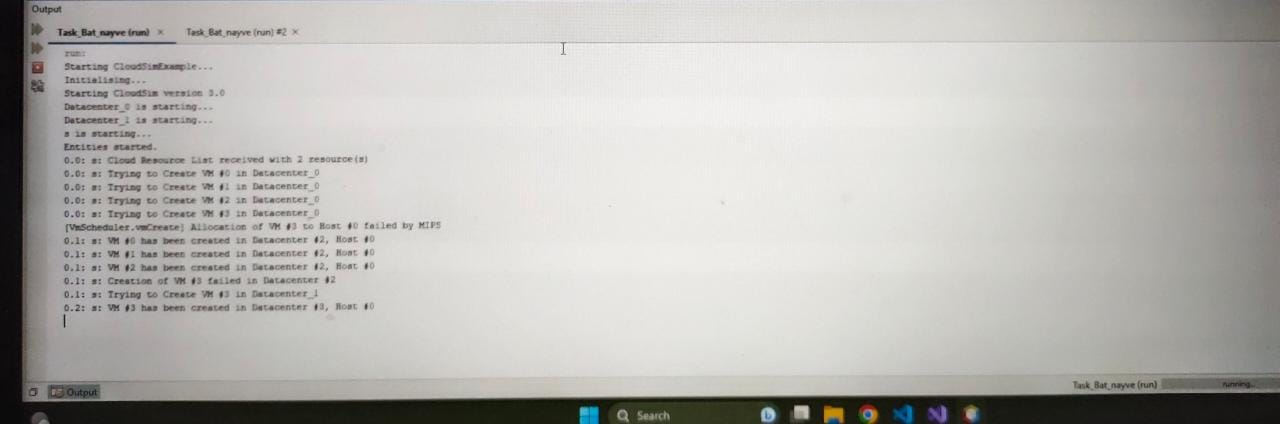 Output
Task_Bat_nayve (run) × Task_Bat_nayve (run) #2 ×
run:
Starting CloudSimExample...
Initialising...
Starting CloudSim version 3.0
Datacenter_0 is starting...
Datacenter_1 is starting...
s is starting...
Entities started.
0.0: s: Cloud Resource List received with 2 resource(s)
0.0: s: Trying to Create VM #0 in Datacenter_0
0.0: s: Trying to Create VM #1 in Datacenter_0
0.0: s: Trying to Create VM #2 in Datacenter_0
0.0: s: Trying to Create VM #3 in Datacenter_0
[VmScheduler.vmCreate] Allocation of VM #3 to Host #0 failed by MIPS
0.1: s: VM #0 has been created in Datacenter #2, Host #0
0.1: s: VM #1 has been created in Datacenter #2, Host #0
0.1: s: VM #2 has been created in Datacenter #2, Host #0
0.1: s: Creation of VM #3 failed in Datacenter #2
0.1: s: Trying to Create VM #3 in Datacenter_1
0.2: s: VM #3 has been created in Datacenter #3, Host #0
Output
Task_Bat_nayve (run) running...
Search